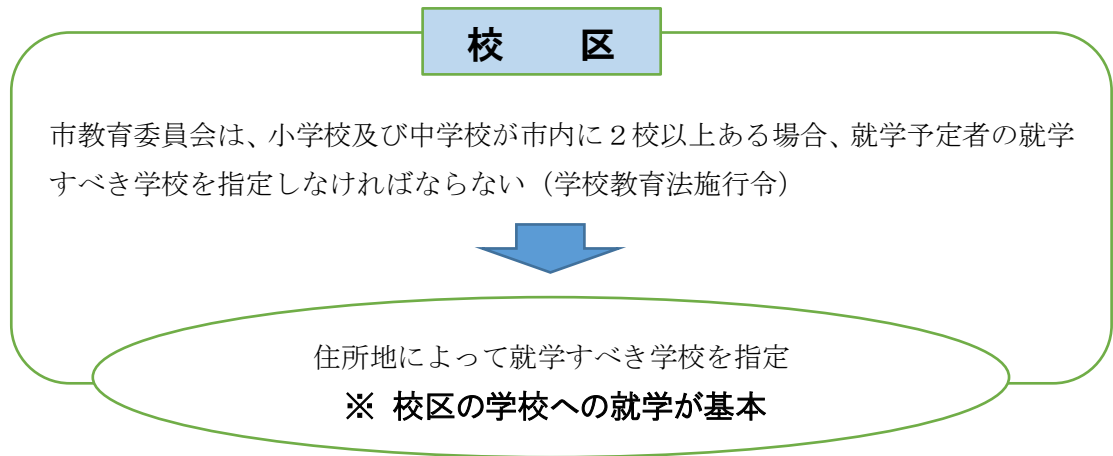 校　　区
市教育委員会は、小学校及び中学校が市内に２校以上ある場合、就学予定者の就学
すべき学校を指定しなければならない（学校教育法施行令）
住所地によって就学すべき学校を指定
※ 校区の学校への就学が基本